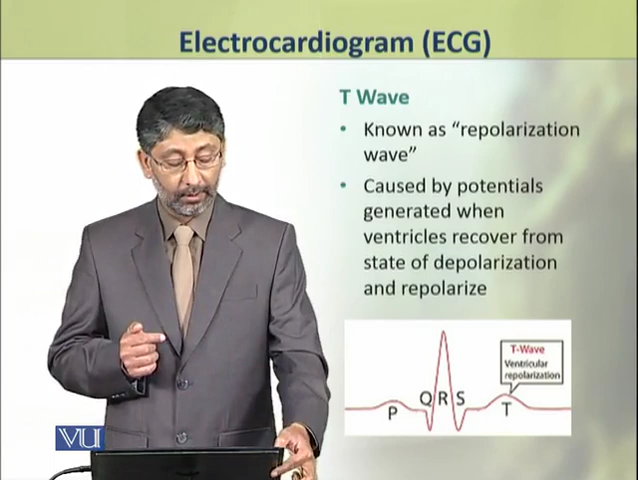 Electrocardiogram (ECG)
T Wave
• Known as “repolarization
wave”
• Caused by potentials
generated when
ventricles recover from
state of depolarization
and repolarize
T-Wave
Ventricular
repolarization
P
Q R S
T
VU